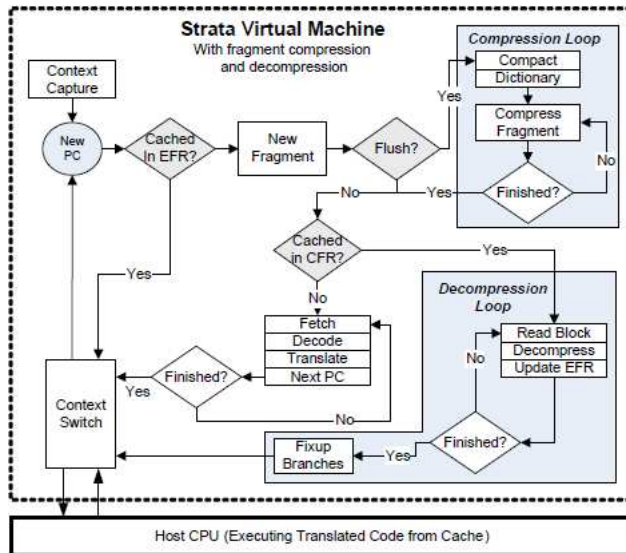 Strata Virtual Machine
With fragment compression
and decompression
Compression Loop
Compact
Dictionary
Context
Capture
Yes
New
PC
Cached
In EFR?
New
Fragment
Flush?
Compress
Fragment
No
No
Yes
Finished?
Cached
in CFR?
Yes
Yes
No
Decompression
Loop
Fetch
Decode
Translate
Next PC
Read Block
Decompress
Update EFR
No
Finished?
Yes
No
Context
Switch
Fixup
Branches
Yes
Finished?
Host CPU (Executing Translated Code from Cache)